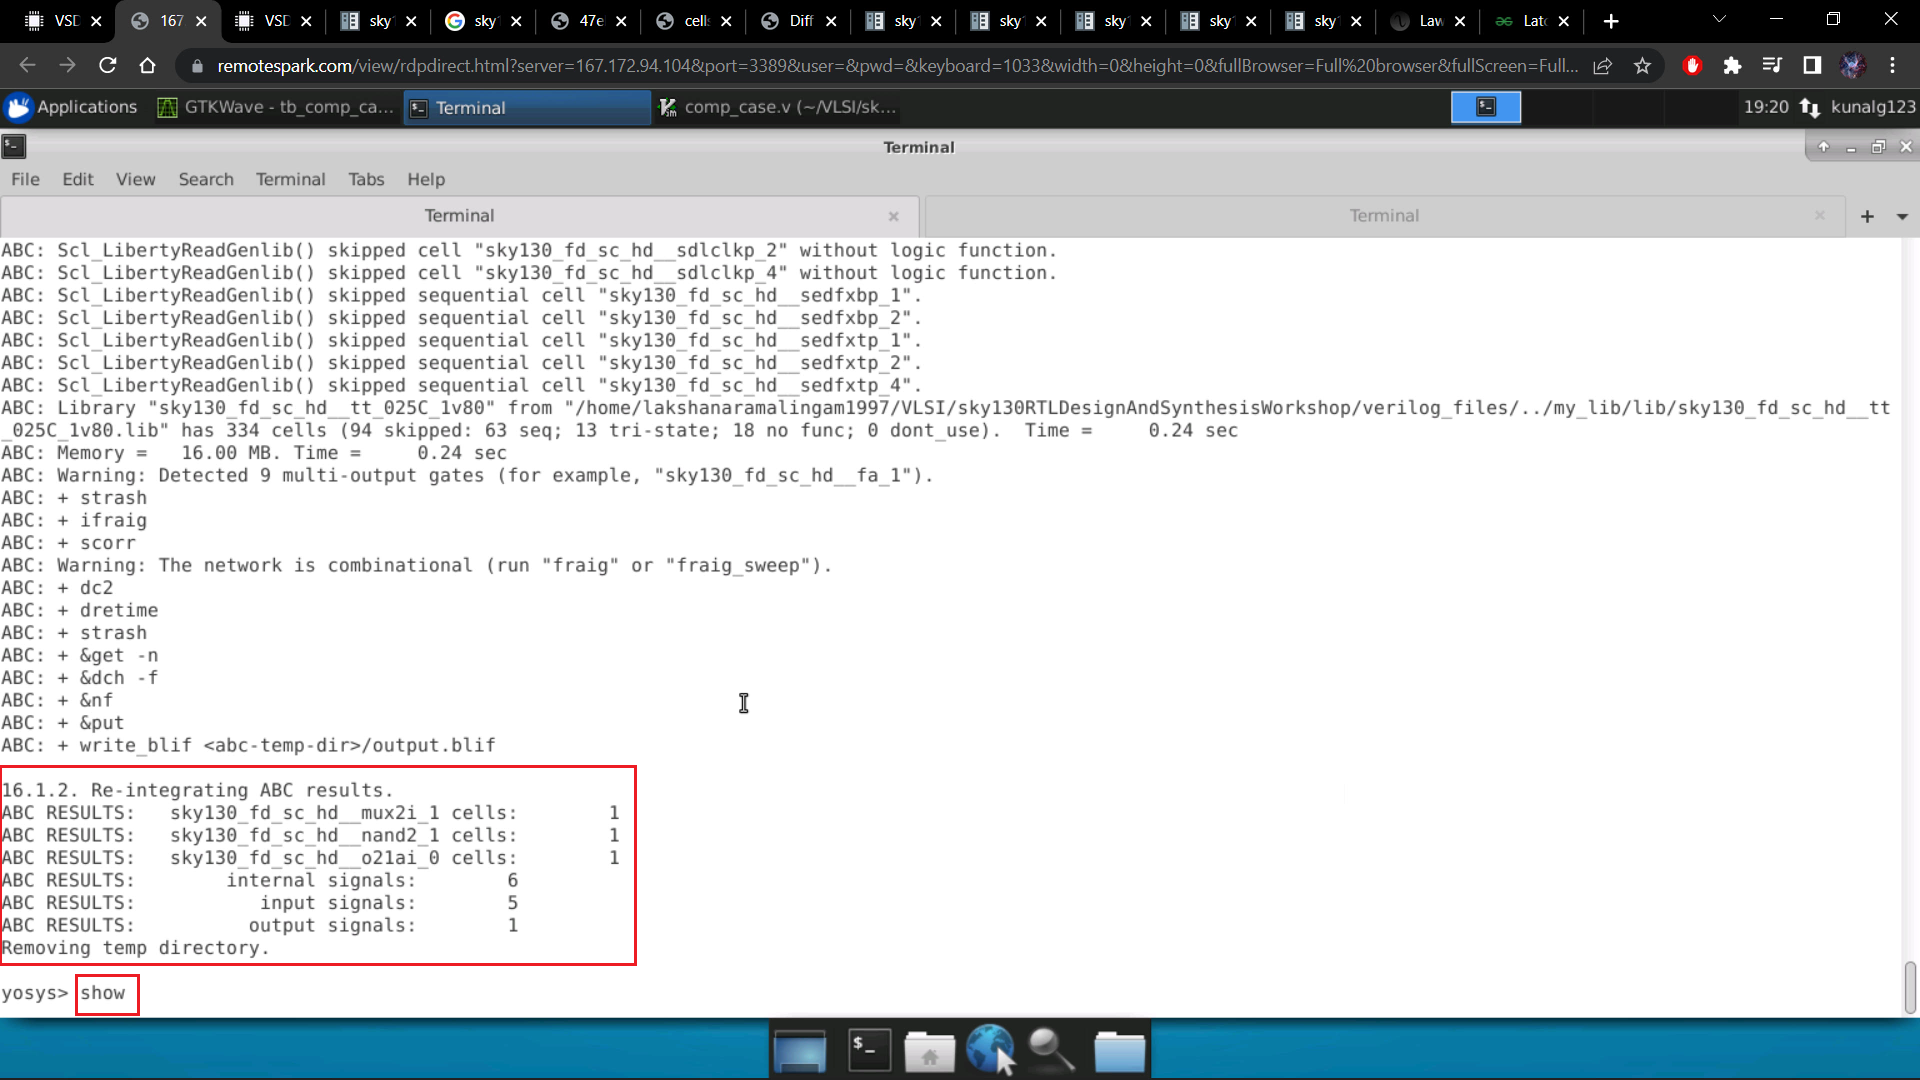 VSD
167
VSD
sky
sky
47e
cell
Diff
sky
sky
sky
sky
sky
Law
Lat
remotespark.com/view/rdpdirect.html?server=167.172.94.104&port=3389&user=&pwd=&keyboard=1033&width=0&height=0&fullBrowser=Full%20browser&fullScreen=Full...
Applications
GTKWave - tb_comp_ca...
Terminal
comp_case.v (~/VLSI/sk...
19:20
kunalg123
Terminal
File Edit View Search Terminal Tabs Help
Terminal
Terminal
ABC: Scl_LibertyReadGenlib() skipped cell "sky130_fd_sc_hd__sdlclkp_2" without logic function.
ABC: Scl_LibertyReadGenlib() skipped cell "sky130_fd_sc_hd__sdlclkp_4" without logic function.
ABC: Scl_LibertyReadGenlib() skipped sequential cell "sky130_fd_sc_hd__sedfxbp_1".
ABC: Scl_LibertyReadGenlib() skipped sequential cell "sky130_fd_sc_hd__sedfxbp_2".
ABC: Scl_LibertyReadGenlib() skipped sequential cell "sky130_fd_sc_hd__sedfxtp_1".
ABC: Scl_LibertyReadGenlib() skipped sequential cell "sky130_fd_sc_hd__sedfxtp_2".
ABC: Scl_LibertyReadGenlib() skipped sequential cell "sky130_fd_sc_hd__sedfxtp_4".
ABC: Library "sky130_fd_sc_hd__tt_025C_1v80" from "/home/lakshanaramalingam1997/VLSI/sky130RTLDesignAndSynthesisWorkshop/verilog_files/../my_lib/lib/sky130_fd_sc_hd__tt
_025C_1v80.lib" has 334 cells (94 skipped: 63 seq; 13 tri-state; 18 no func; 0 dont_use).  Time =     0.24 sec
ABC: Memory =   16.00 MB. Time =     0.24 sec
ABC: Warning: Detected 9 multi-output gates (for example, "sky130_fd_sc_hd__fa_1").
ABC: + strash
ABC: + ifraig
ABC: + scorr
ABC: Warning: The network is combinational (run "fraig" or "fraig_sweep").
ABC: + dc2
ABC: + dretime
ABC: + strash
ABC: + &get -n
ABC: + &dch -f
ABC: + &nf
ABC: + &put
ABC: + write_blif <abc-temp-dir>/output.blif
16.1.2. Re-integrating ABC results.
ABC RESULTS:   sky130_fd_sc_hd__mux2i_1 cells:        1
ABC RESULTS:   sky130_fd_sc_hd__nand2_1 cells:        1
ABC RESULTS:   sky130_fd_sc_hd__o21ai_0 cells:        1
ABC RESULTS:        internal signals:        6
ABC RESULTS:           input signals:        5
ABC RESULTS:          output signals:        1
Removing temp directory.
yosys> show